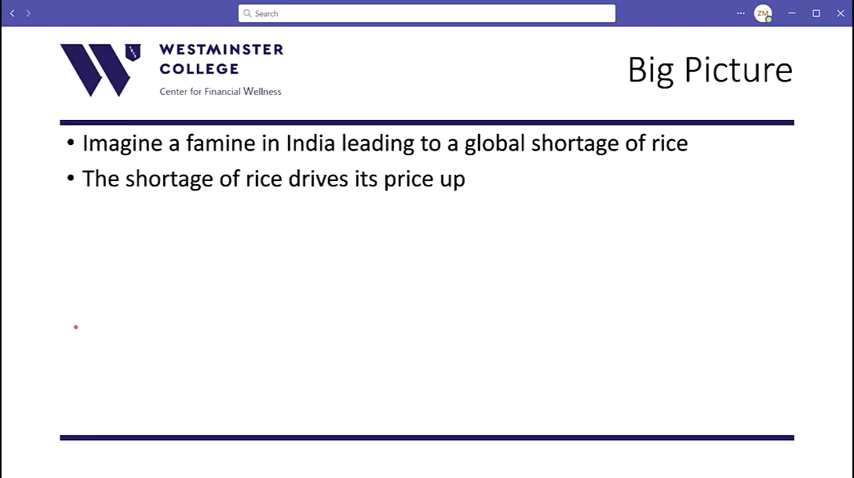 Search
ZM
WESTMINSTER
COLLEGE
Center for Financial Wellness
Big Picture
• Imagine a famine in India leading to a global shortage of rice
• The shortage of rice drives its price up